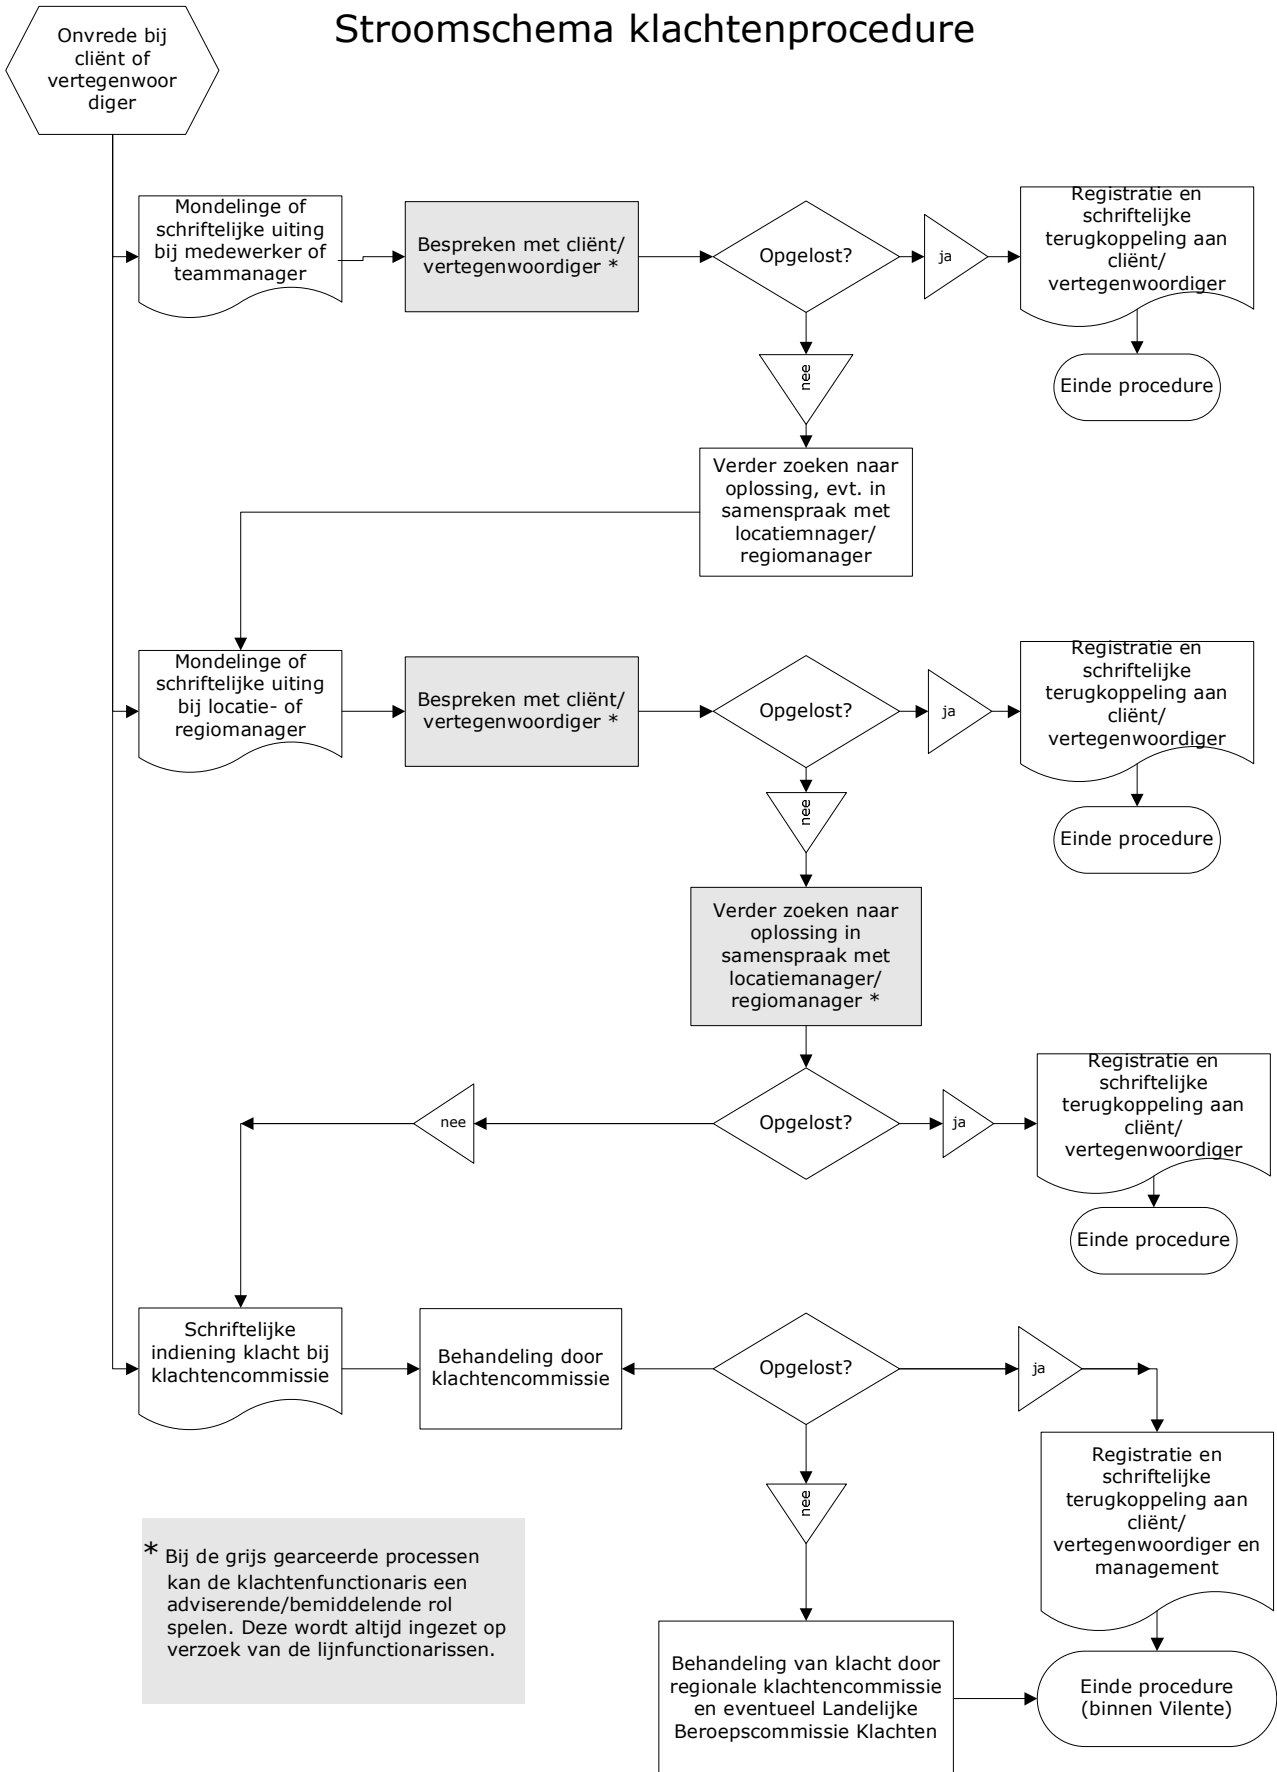 Stroomschema klachtenprocedure
Onvrede bij
cliënt of
vertegenwoor
diger
Mondelinge of
schriftelijke uiting
bij medewerker of
teammanager
Bespreken met cliënt/
vertegenwoordiger *
Opgelost?
ja
Registratie en
schriftelijke
terugkoppeling aan
cliënt/
vertegenwoordiger
Einde procedure
nee
Verder zoeken naar
oplossing, evt. in
samenspraak met
locatiemnager/
regiomanager
Mondelinge of
schriftelijke uiting
bij locatie- of
regiomanager
Bespreken met cliënt/
vertegenwoordiger *
Opgelost?
ja
Registratie en
schriftelijke
terugkoppeling aan
cliënt/
vertegenwoordiger
Einde procedure
nee
Verder zoeken naar
oplossing in
samenspraak met
locatiemanager/
regiomanager *
Opgelost?
nee
ja
Registratie en
schriftelijke
terugkoppeling aan
cliënt/
vertegenwoordiger
Einde procedure
Schriftelijke
indiening klacht bij
klachtencommissie
Behandeling door
klachtencommissie
Opgelost?
ja
Registratie en
schriftelijke
terugkoppeling aan
cliënt/
vertegenwoordiger en
management
nee
Behandeling van klacht door
regionale klachtencommissie
en eventueel Landelijke
Beroepscommissie Klachten
Einde procedure
(binnen Vilente)
* Bij de grijs gearceerde processen
kan de klachtenfunctionaris een
adviserende/bemiddelende rol
spelen. Deze wordt altijd ingezet op
verzoek van de lijnfunctionarissen.